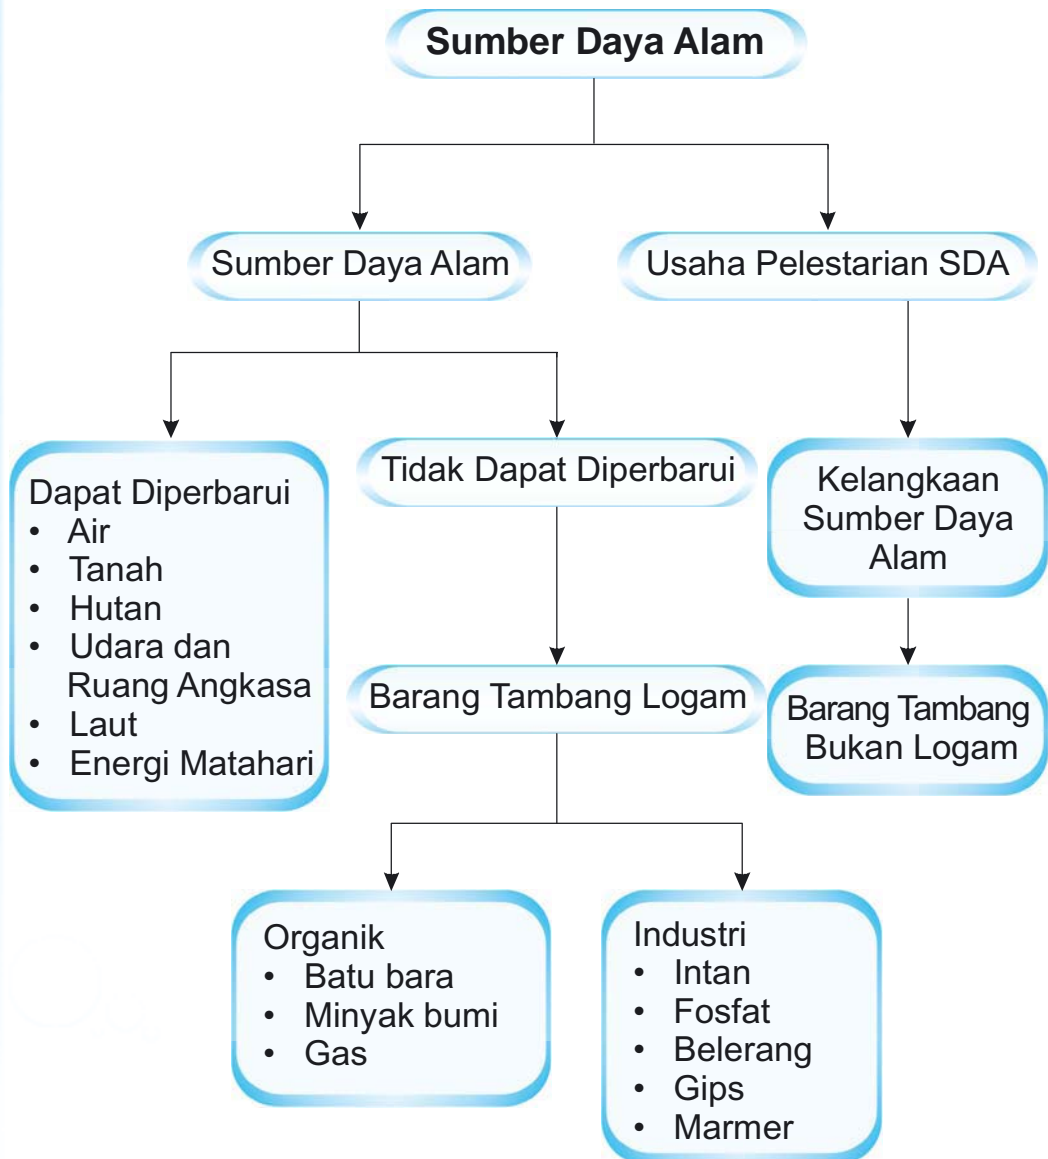 Sumber Daya Alam
Sumber Daya Alam
Usaha Pelestarian SDA
Dapat Diperbarui
• Air
• Tanah
• Hutan
• Udara dan
Ruang Angkasa
• Laut
• Energi Matahari
Tidak Dapat Diperbarui
Kelangkaan
Sumber Daya
Alam
Barang Tambang Logam
Barang Tambang
Bukan Logam
Organik
• Batu bara
• Minyak bumi
• Gas
Industri
• Intan
• Fosfat
• Belerang
• Gips
• Marmer